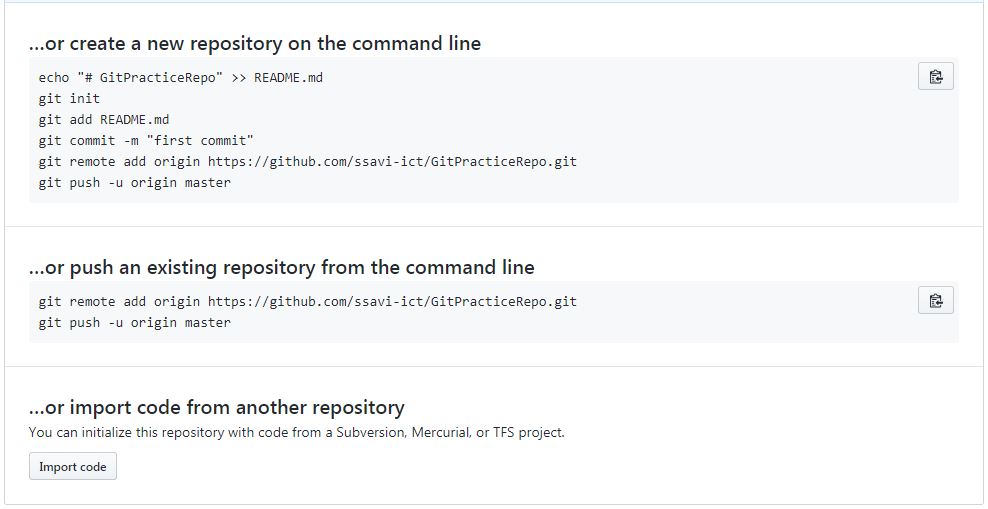 ...or create a new repository on the command line
echo "# GitPracticeRepo" >> README.md
git init
git add README.md
git commit -m "first commit"
git remote add origin https://github.com/ssavi-ict/GitPracticeRepo.git
git push -u origin master
...or push an existing repository from the command line
git remote add origin https://github.com/ssavi-ict/GitPracticeRepo.git
git push -u origin master
...or import code from another repository
You can initialize this repository with code from a Subversion, Mercurial, or TFS project.
Import code